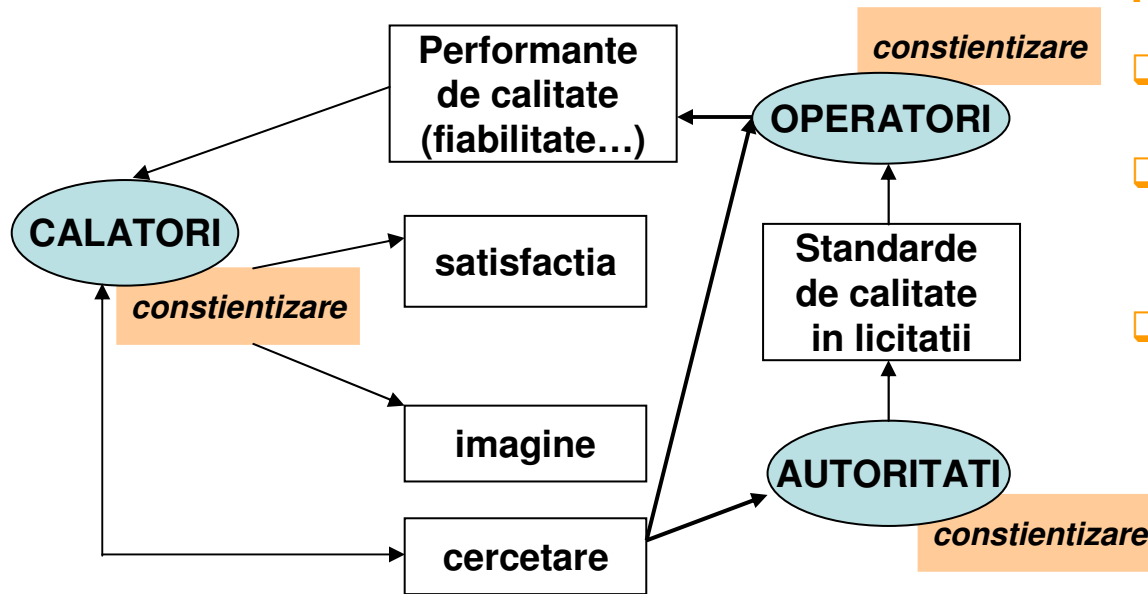 Performante
de calitate
(fiabilitate…)
constientizare
OPERATORI
CALATORI
constientizare
satisfactia
Standarde
de calitate
in licitatii
imagine
AUTORITATI
constientizare
cercetare